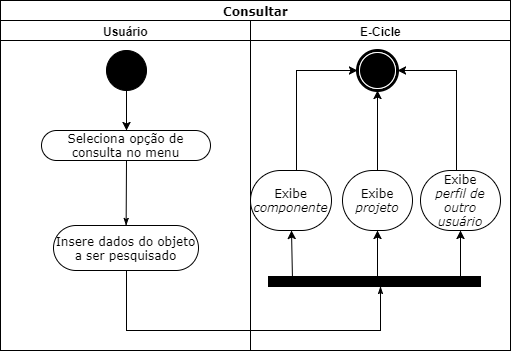 Consultar
Usuário
E-Cicle
Seleciona opção de
consulta no menu
Insere dados do objeto
a ser pesquisado
Exibe
componente
Exibe
projeto
Exibe
perfil de
outro
usuário